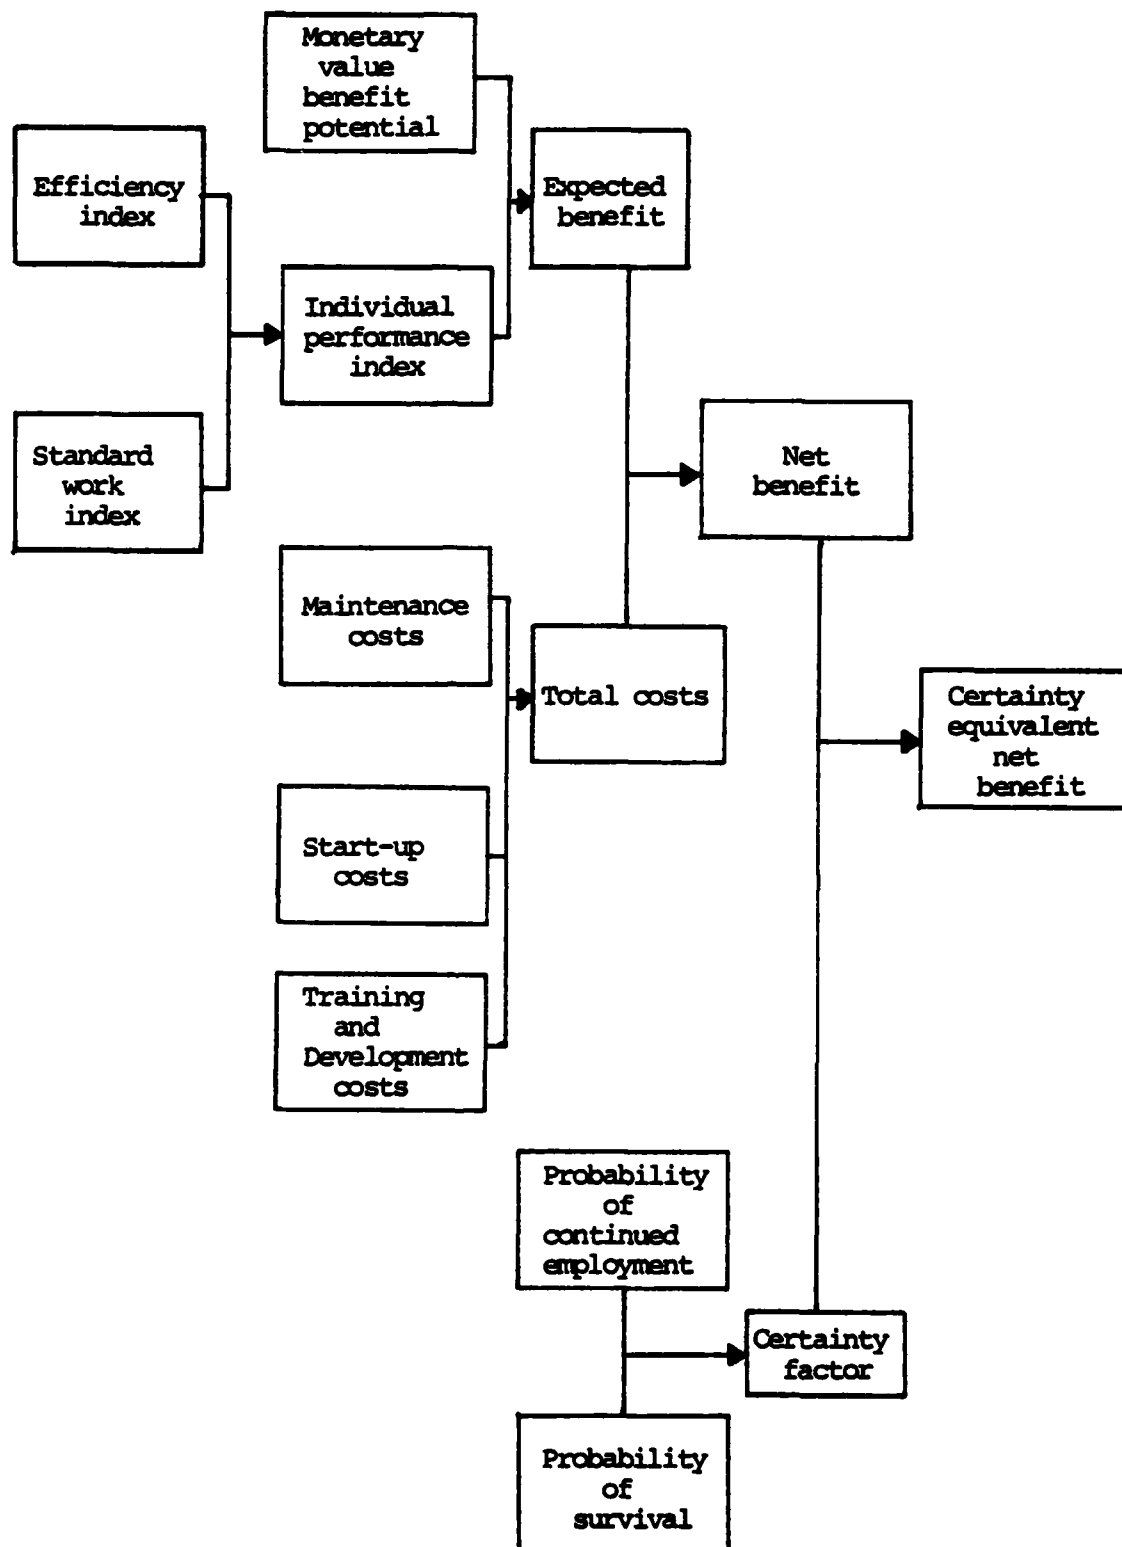 Monetary
value
benefit
potential
Efficiency
index
Expected
benefit
Individual
performance
index
Standard
work
index
Net
benefit
Maintenance
costs
Total costs
Certainty
equivalent
net
benefit
Start-up
costs
Training
and
Development
costs
Probability
of
continued
employment
Certainty
factor
Probability
of
survival